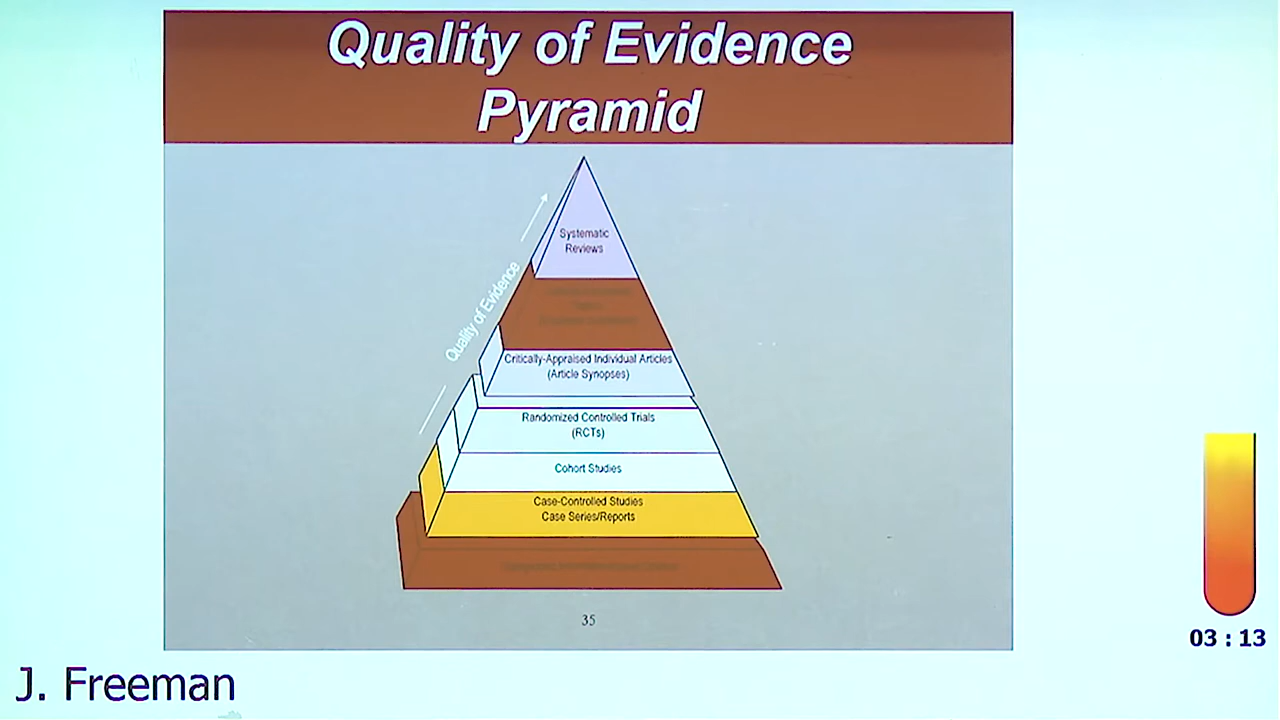 Quality of Evidence
Pyramid
Systematic
Reviews
Quality of Evidence
Critically-Appraised Individual Articles
(Article Synopses)
Randomized Controlled Trials
(RCTs)
Cohort Studies
Case-Controlled Studies
Case Series/Reports
35
03 : 13
J. Freeman